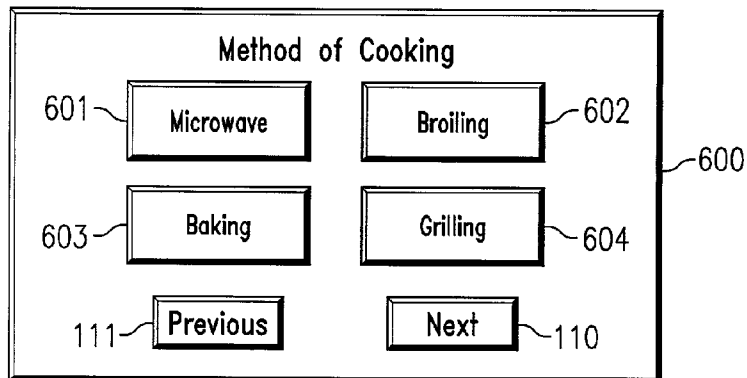 Method of Cooking
601 Microwave Broiling 602
600
603 Baking Grilling 604
111 Previous Next 110